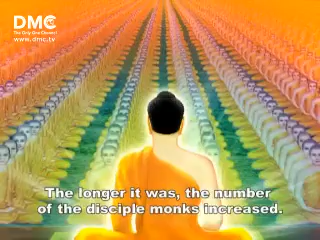 DMC
The Only One Channel
www.dmc.tv
The longer it was, the number
of the disciple monks increased.